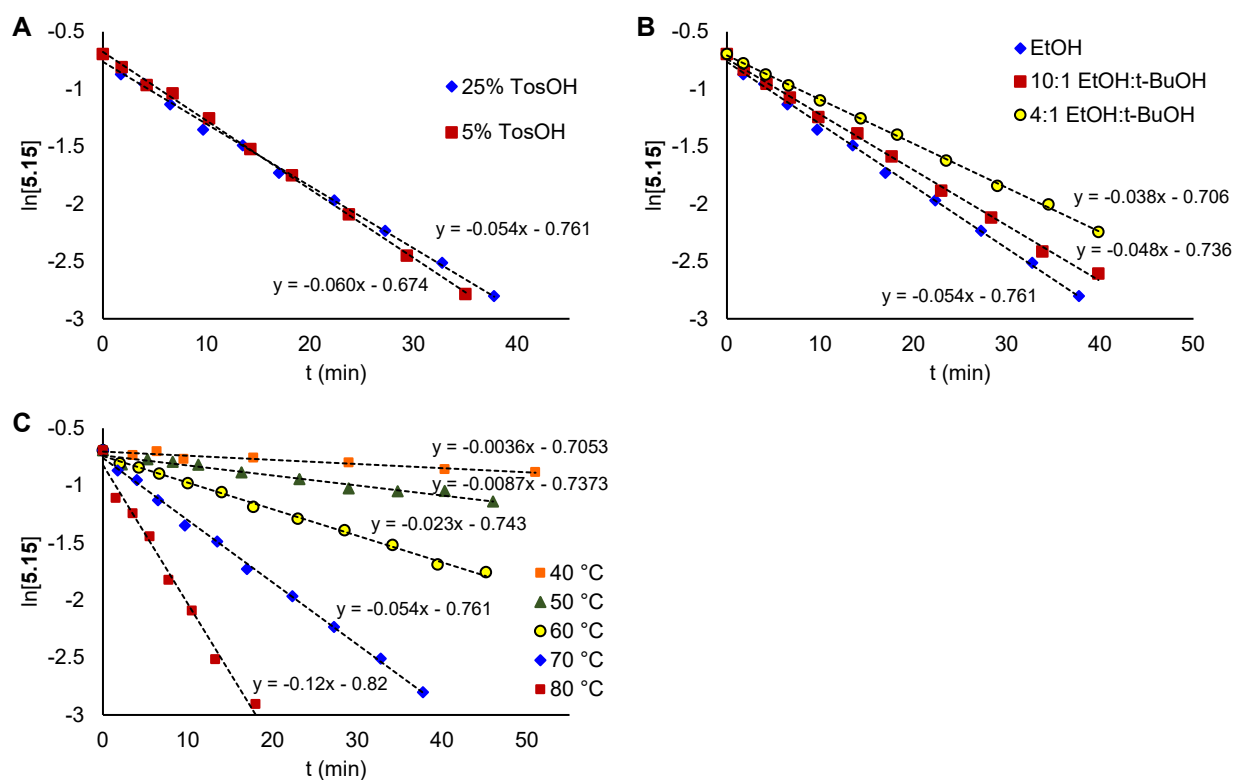 A
-0.5
-1
-1.5
-2
-2.5
-3
ln[5.15]
0 10 20 30 40
t (min)
25% TosOH
5% TosOH
y = -0.054x - 0.761
y = -0.060x - 0.674
B
-0.5
-1
-1.5
-2
-2.5
-3
ln[5.15]
0 10 20 30 40 50
t (min)
EtOH
10:1 EtOH:t-BuOH
4:1 EtOH:t-BuOH
y = -0.038x - 0.706
y = -0.048x - 0.736
y = -0.054x - 0.761
C
-0.5
-1
-1.5
-2
-2.5
-3
ln[5.15]
0 10 20 30 40 50
t (min)
y = -0.0036x - 0.7053
y = -0.0087x - 0.7373
y = -0.023x - 0.743
y = -0.054x - 0.761
y = -0.12x - 0.82
40 °C
50 °C
60 °C
70 °C
80 °C